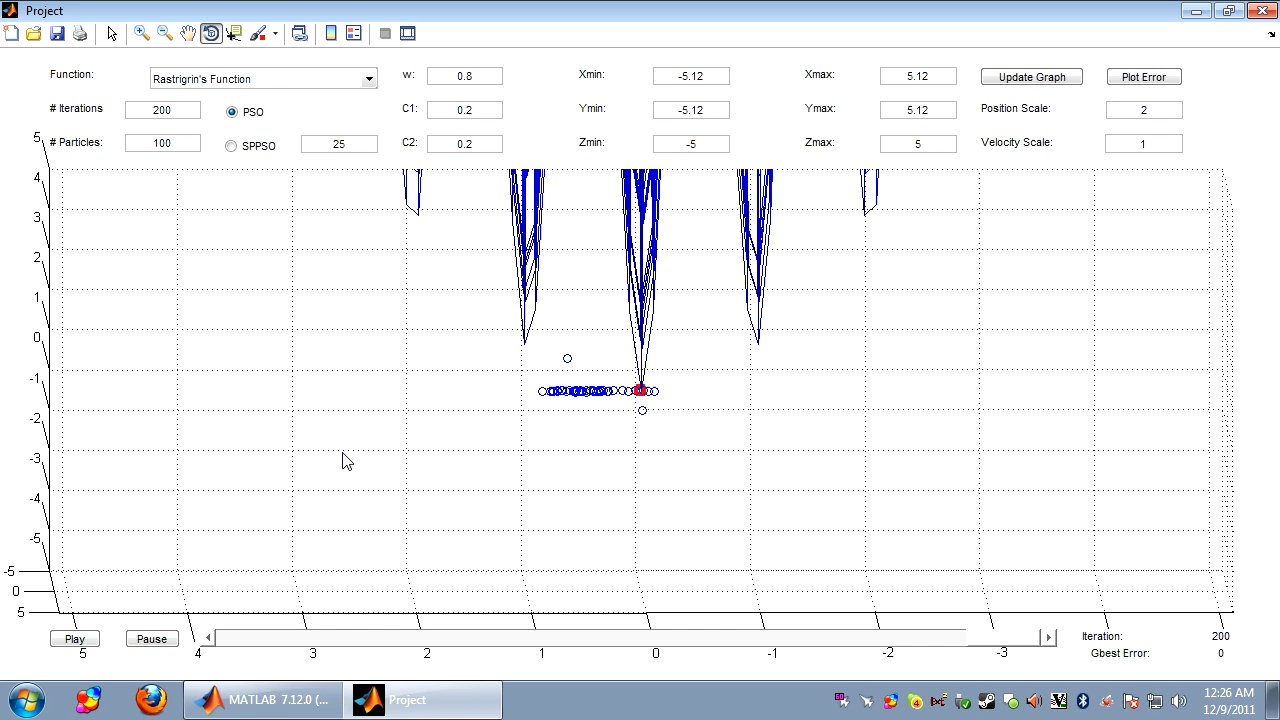 Project
Function: Rastrigrin's Function w: 0.8 Xmin: -5.12 Xmax: 5.12 Update Graph Plot Error
# Iterations 200 PSO C1: 0.2 Ymin: -5.12 Ymax: 5.12 Position Scale: 2
# Particles: 100 SPPSO 25 C2: 0.2 Zmin: -5 Zmax: 5 Velocity Scale: 1
5
4
3
2
1
0
-1
-2
-3
-4
-5
-5
0
5
Play Pause Iteration: 200
5 4 3 2 1 0 -1 -2 -3 Gbest Error: 0
MATLAB 7.12.0 (... Project 12:26 AM
12/9/2011